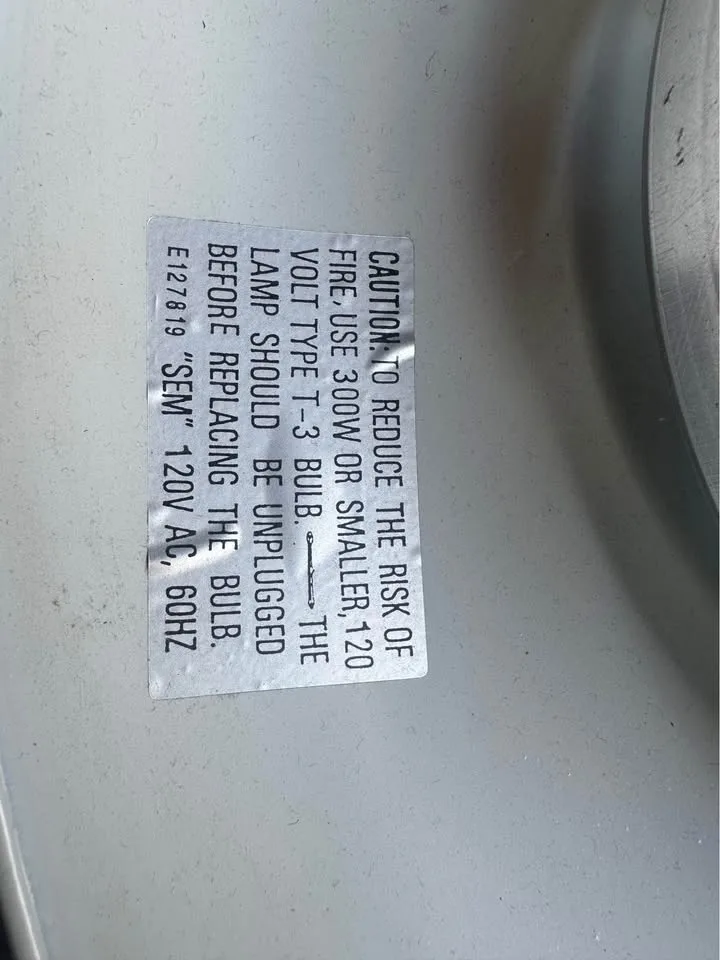 CAUTION: TO REDUCE THE RISK OF
FIRE, USE 300W OR SMALLER, 120
VOLT TYPE T-3 BULB. THE
LAMP SHOULD BE UNPLUGGED
BEFORE REPLACING THE BULB.
E127819 "SEM" 120V AC, 60HZ